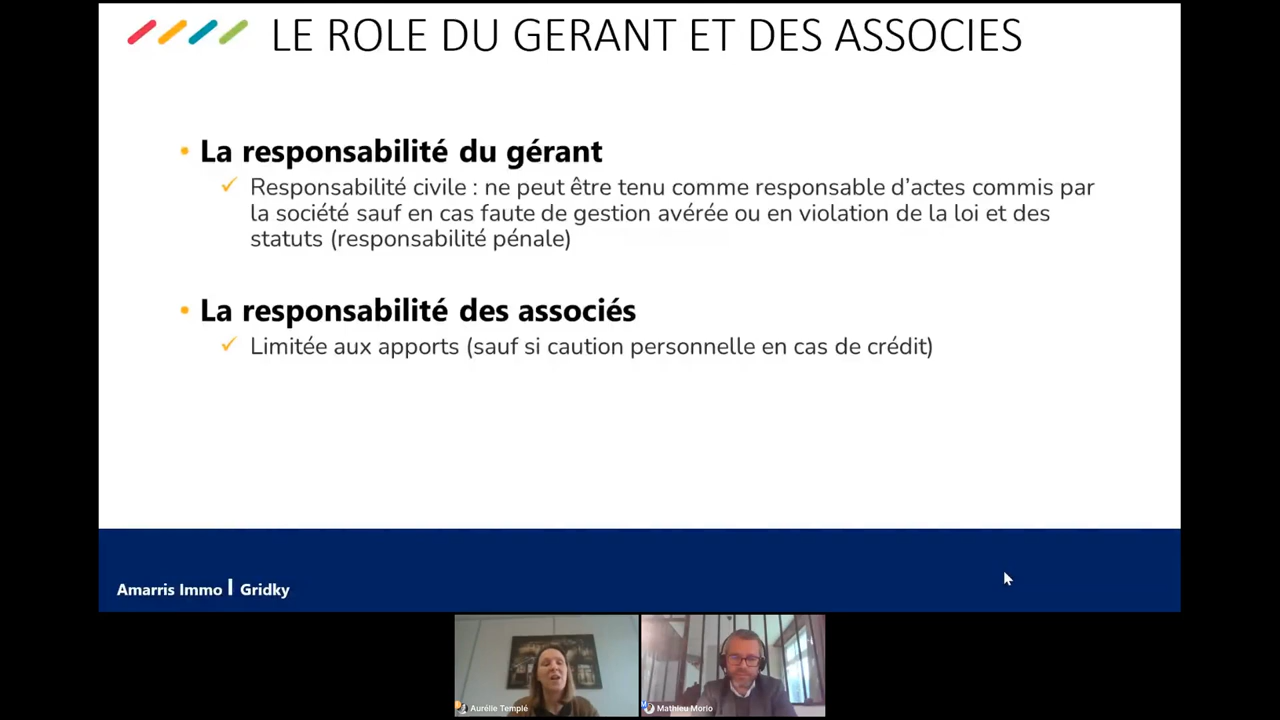 LE ROLE DU GERANT ET DES ASSOCIES
• La responsabilité du gérant
✓ Responsabilité civile : ne peut être tenu comme responsable d’actes commis par
la société sauf en cas faute de gestion avérée ou en violation de la loi et des
statuts (responsabilité pénale)
• La responsabilité des associés
✓ Limitée aux apports (sauf si caution personnelle en cas de crédit)
Amarris Immo | Gridky
Aurélie Templé
Mathieu Morio